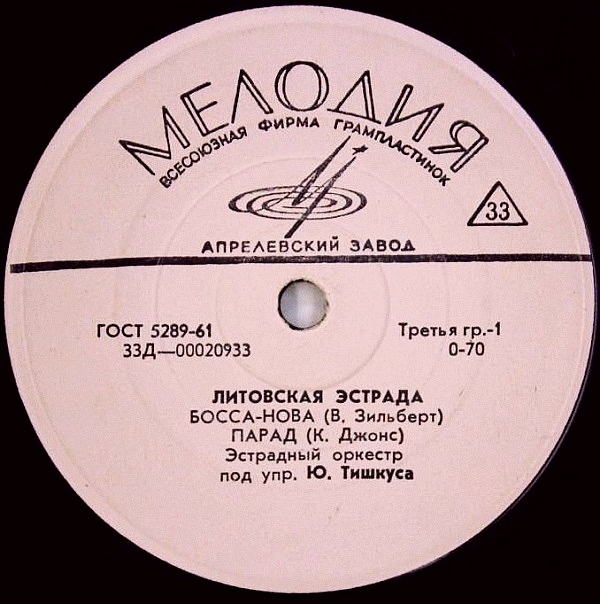 МЕЛОДИЯ
ВСЕСОЮЗНАЯ ФИРМА ГРАМПЛАСТИНОК
33
АПРЕЛЕВСКИЙ ЗАВОД
ГОСТ 5289-61
33Д—00020933
Третья гр.-1
0-70
ЛИТОВСКАЯ ЭСТРАДА
БОССА-НОВА (В. Зильберт)
ПАРАД (К. Джонс)
Эстрадный оркестр
под упр. Ю. Тишкуса